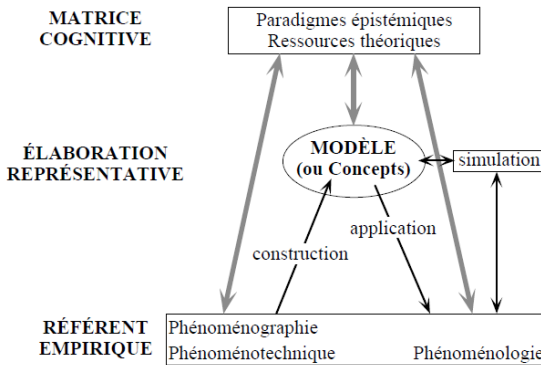 MATRICE
COGNITIVE
Paradigmes épistémiques
Ressources théoriques
ÉLABORATION
REPRÉSENTATIVE
MODÈLE
(ou Concepts)
simulation
application
construction
RÉFÉRENT
EMPIRIQUE
Phénoménographie
Phénoménotechnique
Phénoménologie